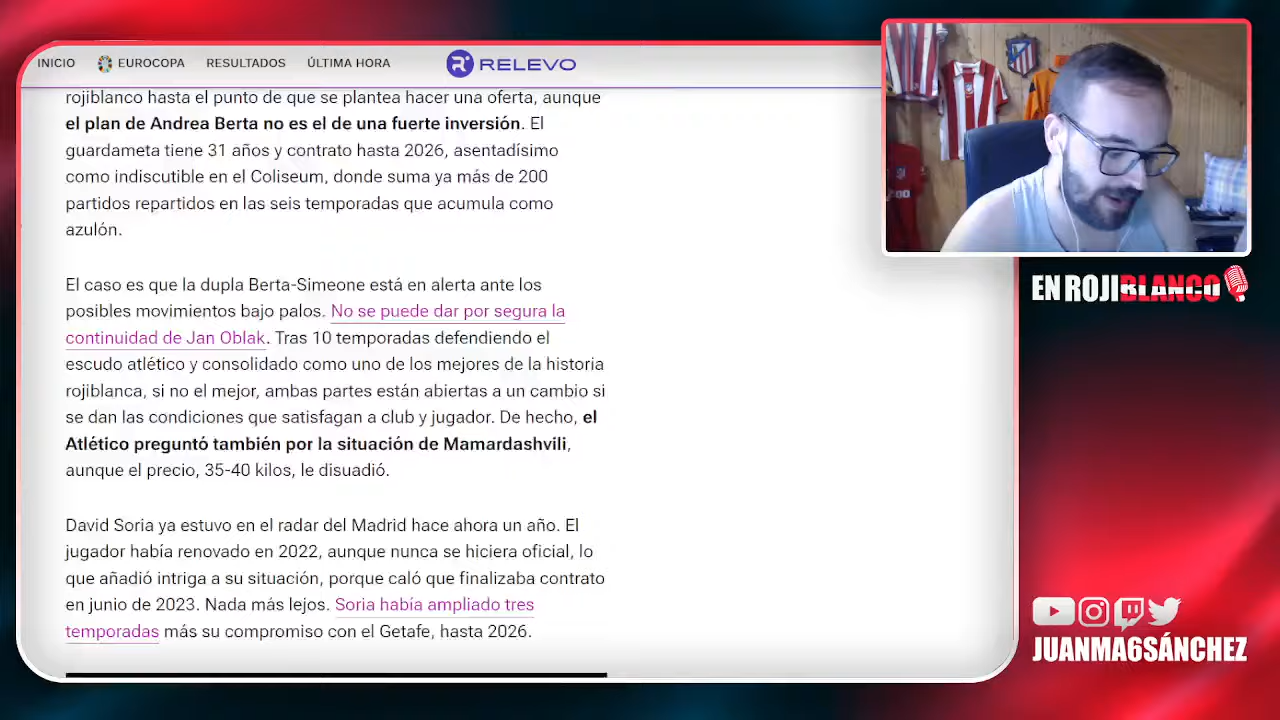 INICIO EUROCOPA RESULTADOS ÚLTIMA HORA RELEVO
rojiblanco hasta el punto de que se plantea hacer una oferta, aunque
el plan de Andrea Berta no es el de una fuerte inversión. El
guardameta tiene 31 años y contrato hasta 2026, asentadísimo
como indiscutible en el Coliseum, donde suma ya más de 200
partidos repartidos en las seis temporadas que acumula como
azulón.
El caso es que la dupla Berta-Simeone está en alerta ante los
posibles movimientos bajo palos. No se puede dar por segura la
continuidad de Jan Oblak. Tras 10 temporadas defendiendo el
escudo atlético y consolidado como uno de los mejores de la historia
rojiblanca, si no el mejor, ambas partes están abiertas a un cambio si
se dan las condiciones que satisfagan a club y jugador. De hecho, el
Atlético preguntó también por la situación de Mamardashvili,
aunque el precio, 35-40 kilos, le disuadió.
David Soria ya estuvo en el radar del Madrid hace ahora un año. El
jugador había renovado en 2022, aunque nunca se hiciera oficial, lo
que añadió intriga a su situación, porque caló que finalizaba contrato
en junio de 2023. Nada más lejos. Soria había ampliado tres
temporadas más su compromiso con el Getafe, hasta 2026.
EN ROJIBLANCO
JUANMA6SÁNCHEZ